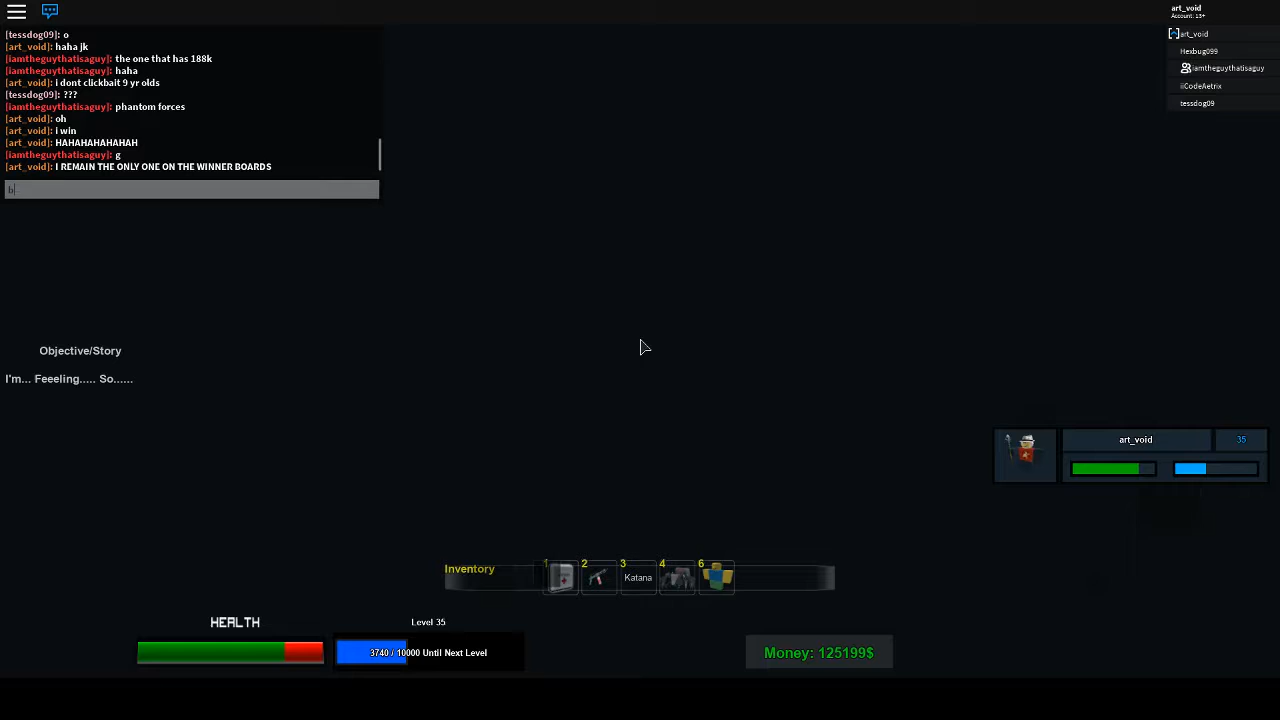 art_void
Account: 13+
[tessdog09]: o
[art_void]: haha jk
[iamtheguythatisaguy]: the one that has 188k
[iamtheguythatisaguy]: haha
[art_void]: i dont clickbait 9 yr olds
[tessdog09]: ???
[iamtheguythatisaguy]: phantom forces
[art_void]: oh
[art_void]: i win
[art_void]: HAHAHAHAHAHAH
[iamtheguythatisaguy]: g
[art_void]: I REMAIN THE ONLY ONE ON THE WINNER BOARDS
b
art_void
Hexbug099
iamtheguythatisaguy
iiCodeAetrix
tessdog09
Objective/Story
I'm... Feeeling..... So......
art_void 35
Inventory
1 2 3 4 6
Katana
HEALTH
Level 35
3740 / 10000 Until Next Level
Money: 125199$